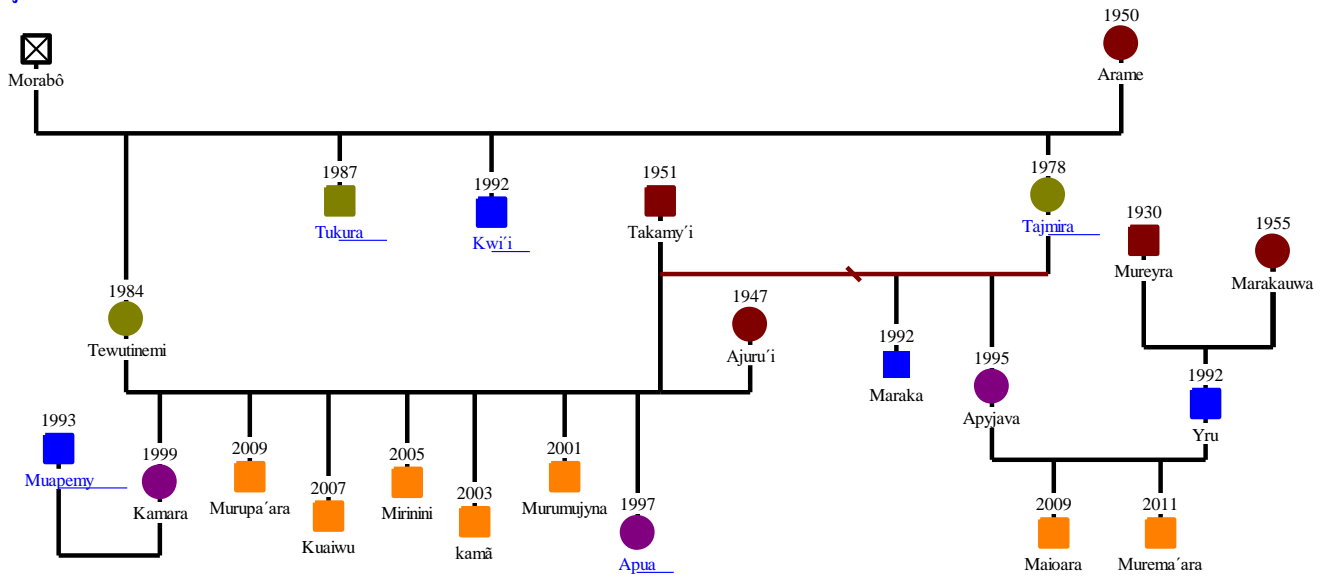 1950
Morabô
Arame
1987
1992
1951
1978
Tukura
Kwi´i
Takamy´i
Tajmira
1930
1955
Mureyra
Marakauwa
1984
1947
Tewutinemi
Ajuru´i
1992
1995
1992
Maraka
Apyjava
Yru
1993
1999
2009
2007
2005
2003
2001
1997
2009
2011
Muapemy
Kamara
Murupa´ara
Kuaiwu
Mirinini
kamã
Murumujyna
Apua
Maioara
Murema´ara